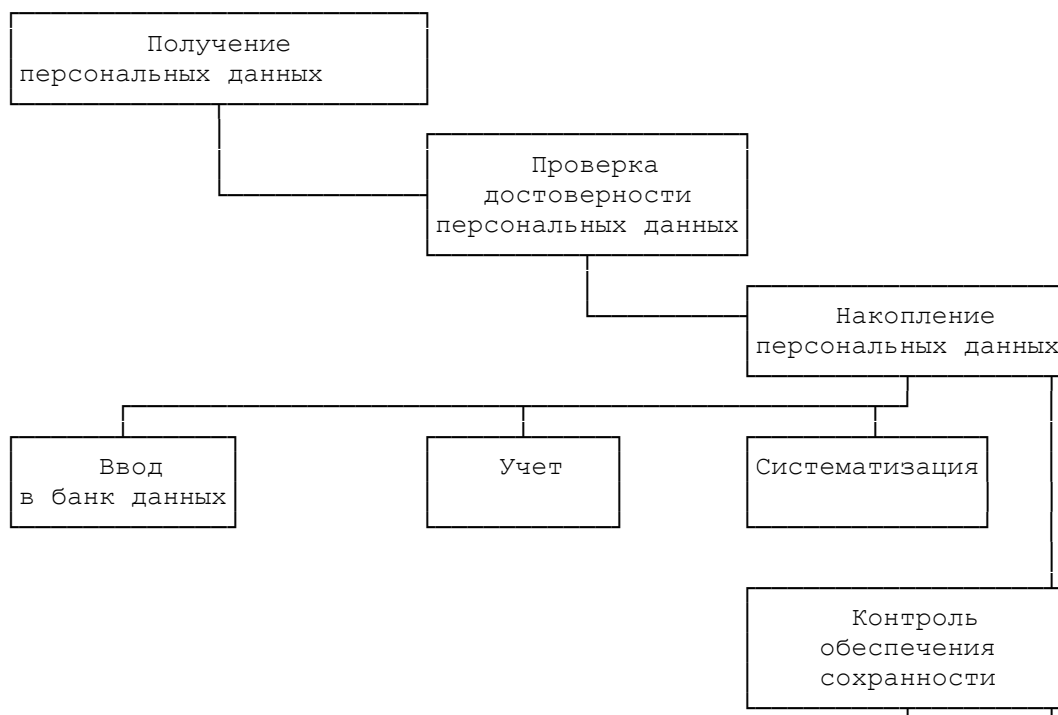 Получение
персональных данных
Проверка
достоверности
персональных данных
Накопление
персональных данных
Ввод
в банк данных
Учет
Систематизация
Контроль
обеспечения
сохранности